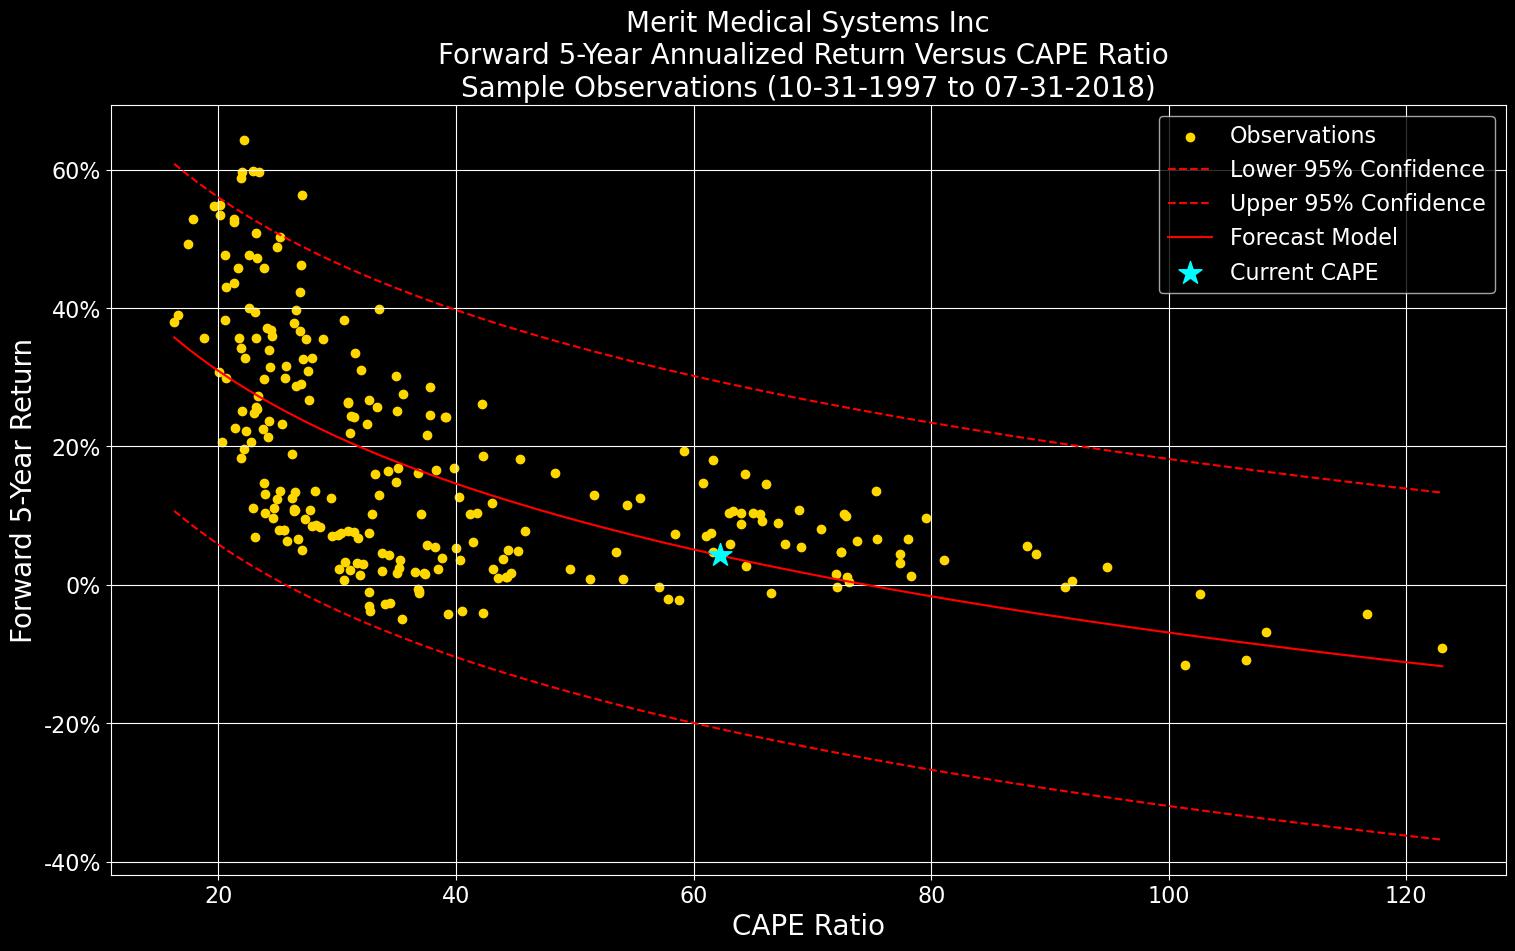 Merit Medical Systems Inc
Forward 5-Year Annualized Return Versus CAPE Ratio
Sample Observations (10-31-1997 to 07-31-2018)
Observations
Lower 95% Confidence
Upper 95% Confidence
Forecast Model
Current CAPE
Forward 5-Year Return
60%
40%
20%
0%
-20%
-40%
20 40 60 80 100 120
CAPE Ratio